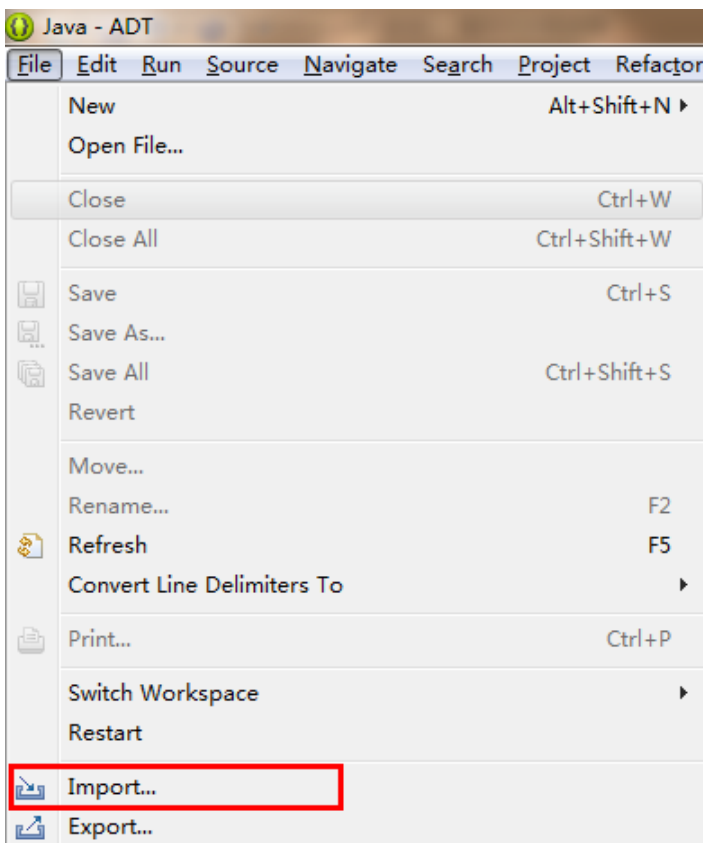 Java - ADT
File Edit Run Source Navigate Search Project Refactor
New Alt+Shift+N
Open File...
Close Ctrl+W
Close All Ctrl+Shift+W
Save Ctrl+S
Save As...
Save All Ctrl+Shift+S
Revert
Move...
Rename... F2
Refresh F5
Convert Line Delimiters To
Print... Ctrl+P
Switch Workspace
Restart
Import...
Export...